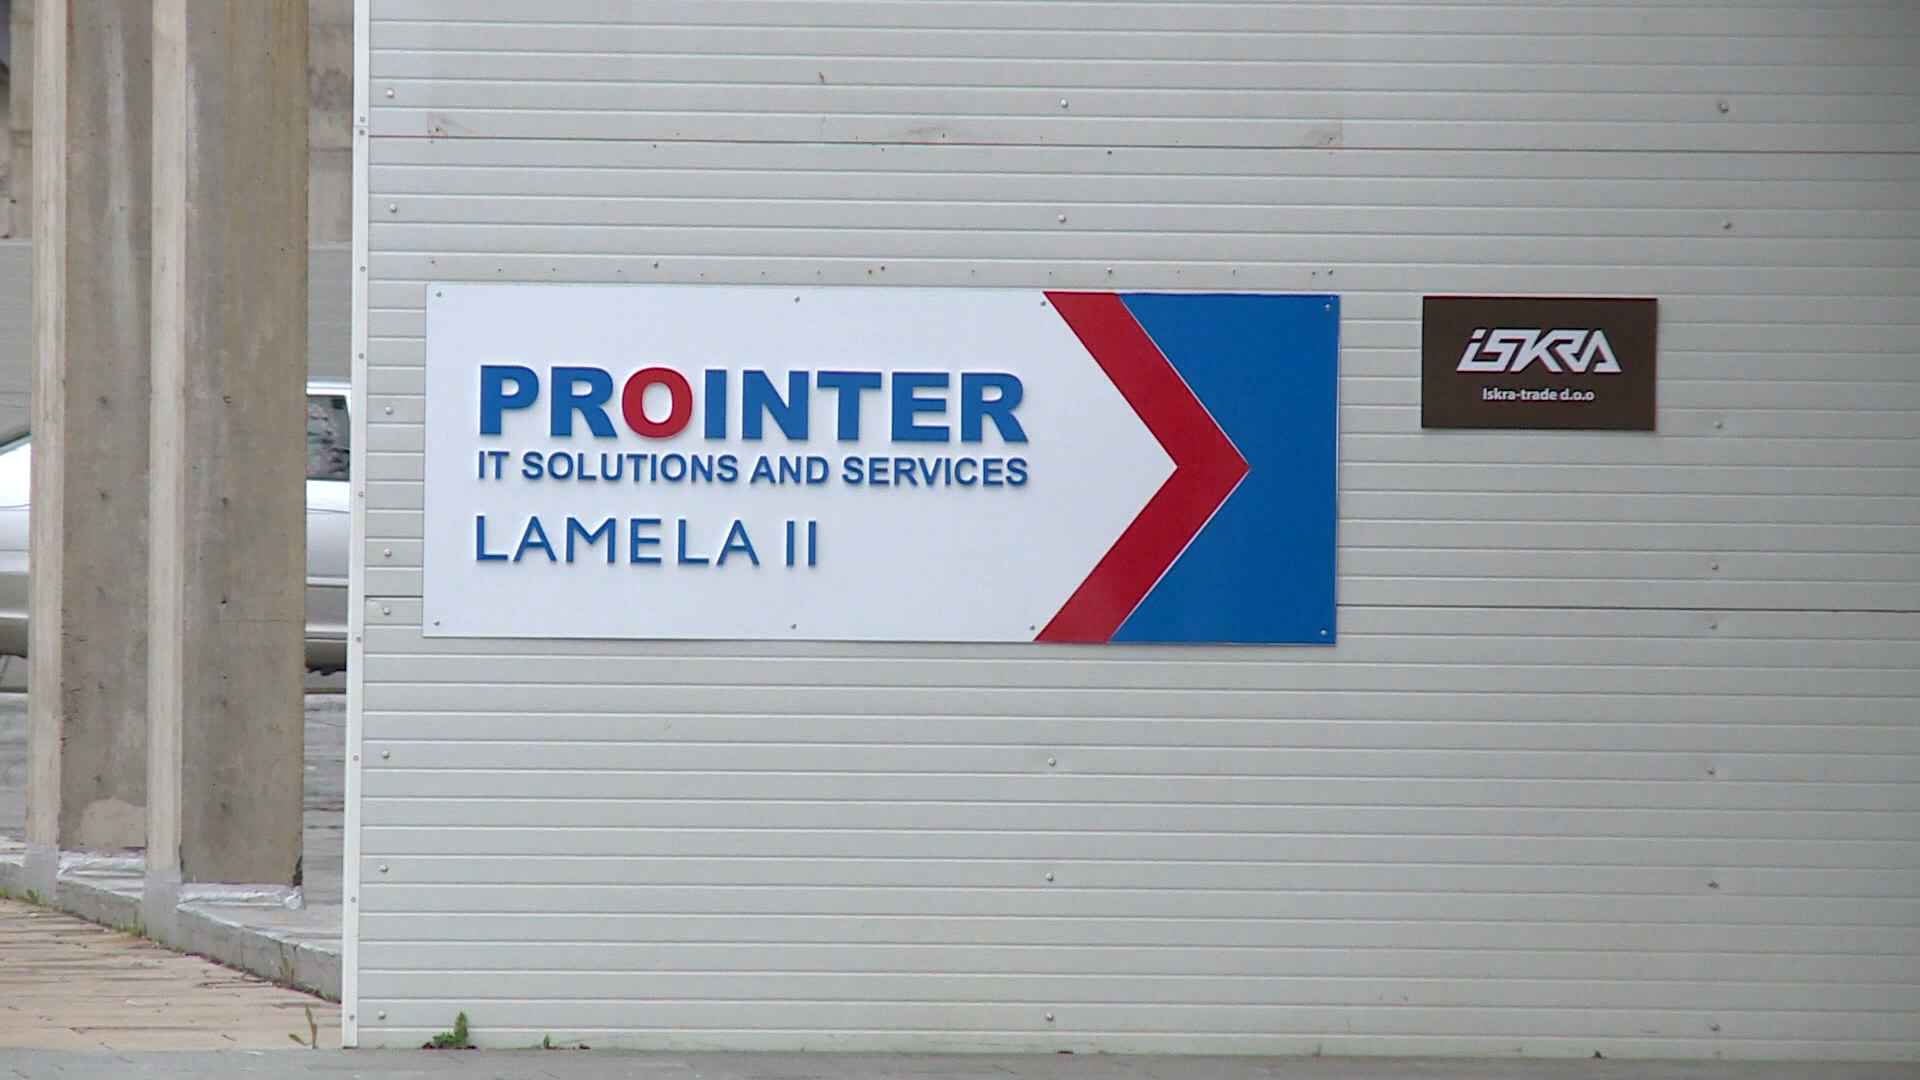 PROINTER
IT SOLUTIONS AND SERVICES
LAMELA II
iSKRA
Iskra-trade d.o.o